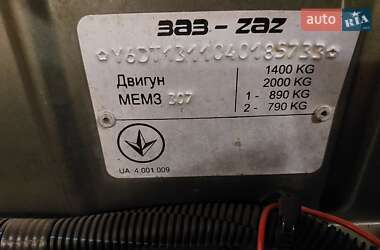 auto RIA.com
ЗАЗ - ZAZ
☆Y6DT1311040185733☆
Двигун
МЕМЗ 307
1400 KG
2000 KG
1 - 890 KG
2 - 790 KG
UA 4.001.009